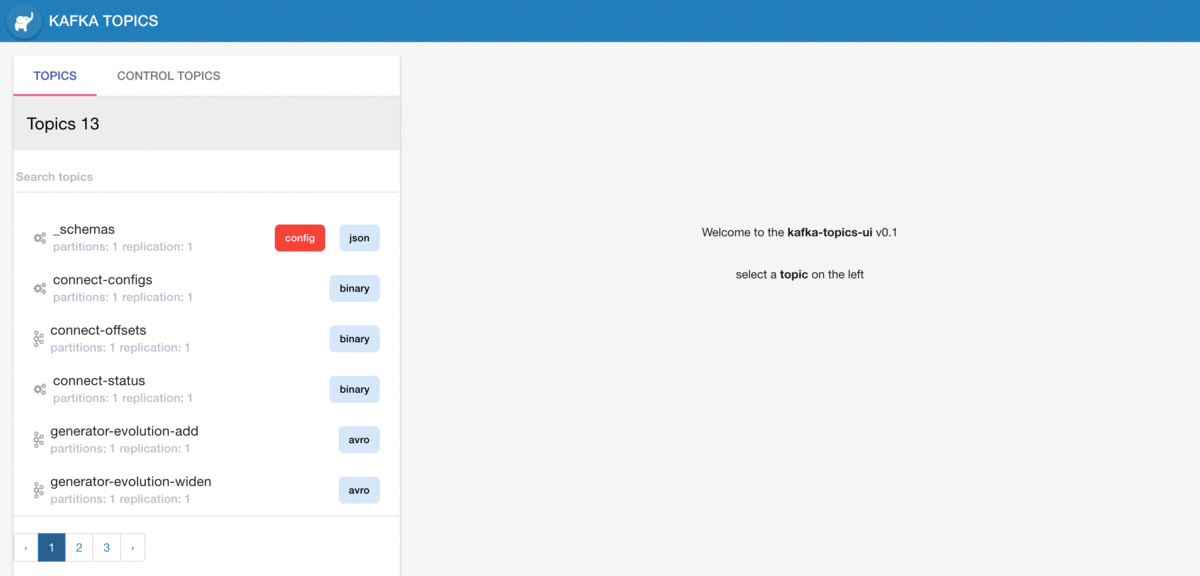 KAFKA TOPICS
TOPICS CONTROL TOPICS
Topics 13
Search topics
_schemas
partitions: 1 replication: 1
config json
connect-configs
partitions: 1 replication: 1
binary
connect-offsets
partitions: 1 replication: 1
binary
connect-status
partitions: 1 replication: 1
binary
generator-evolution-add
partitions: 1 replication: 1
avro
generator-evolution-widen
partitions: 1 replication: 1
avro
‹ 1 2 3 ›
Welcome to the kafka-topics-ui v0.1
select a topic on the left